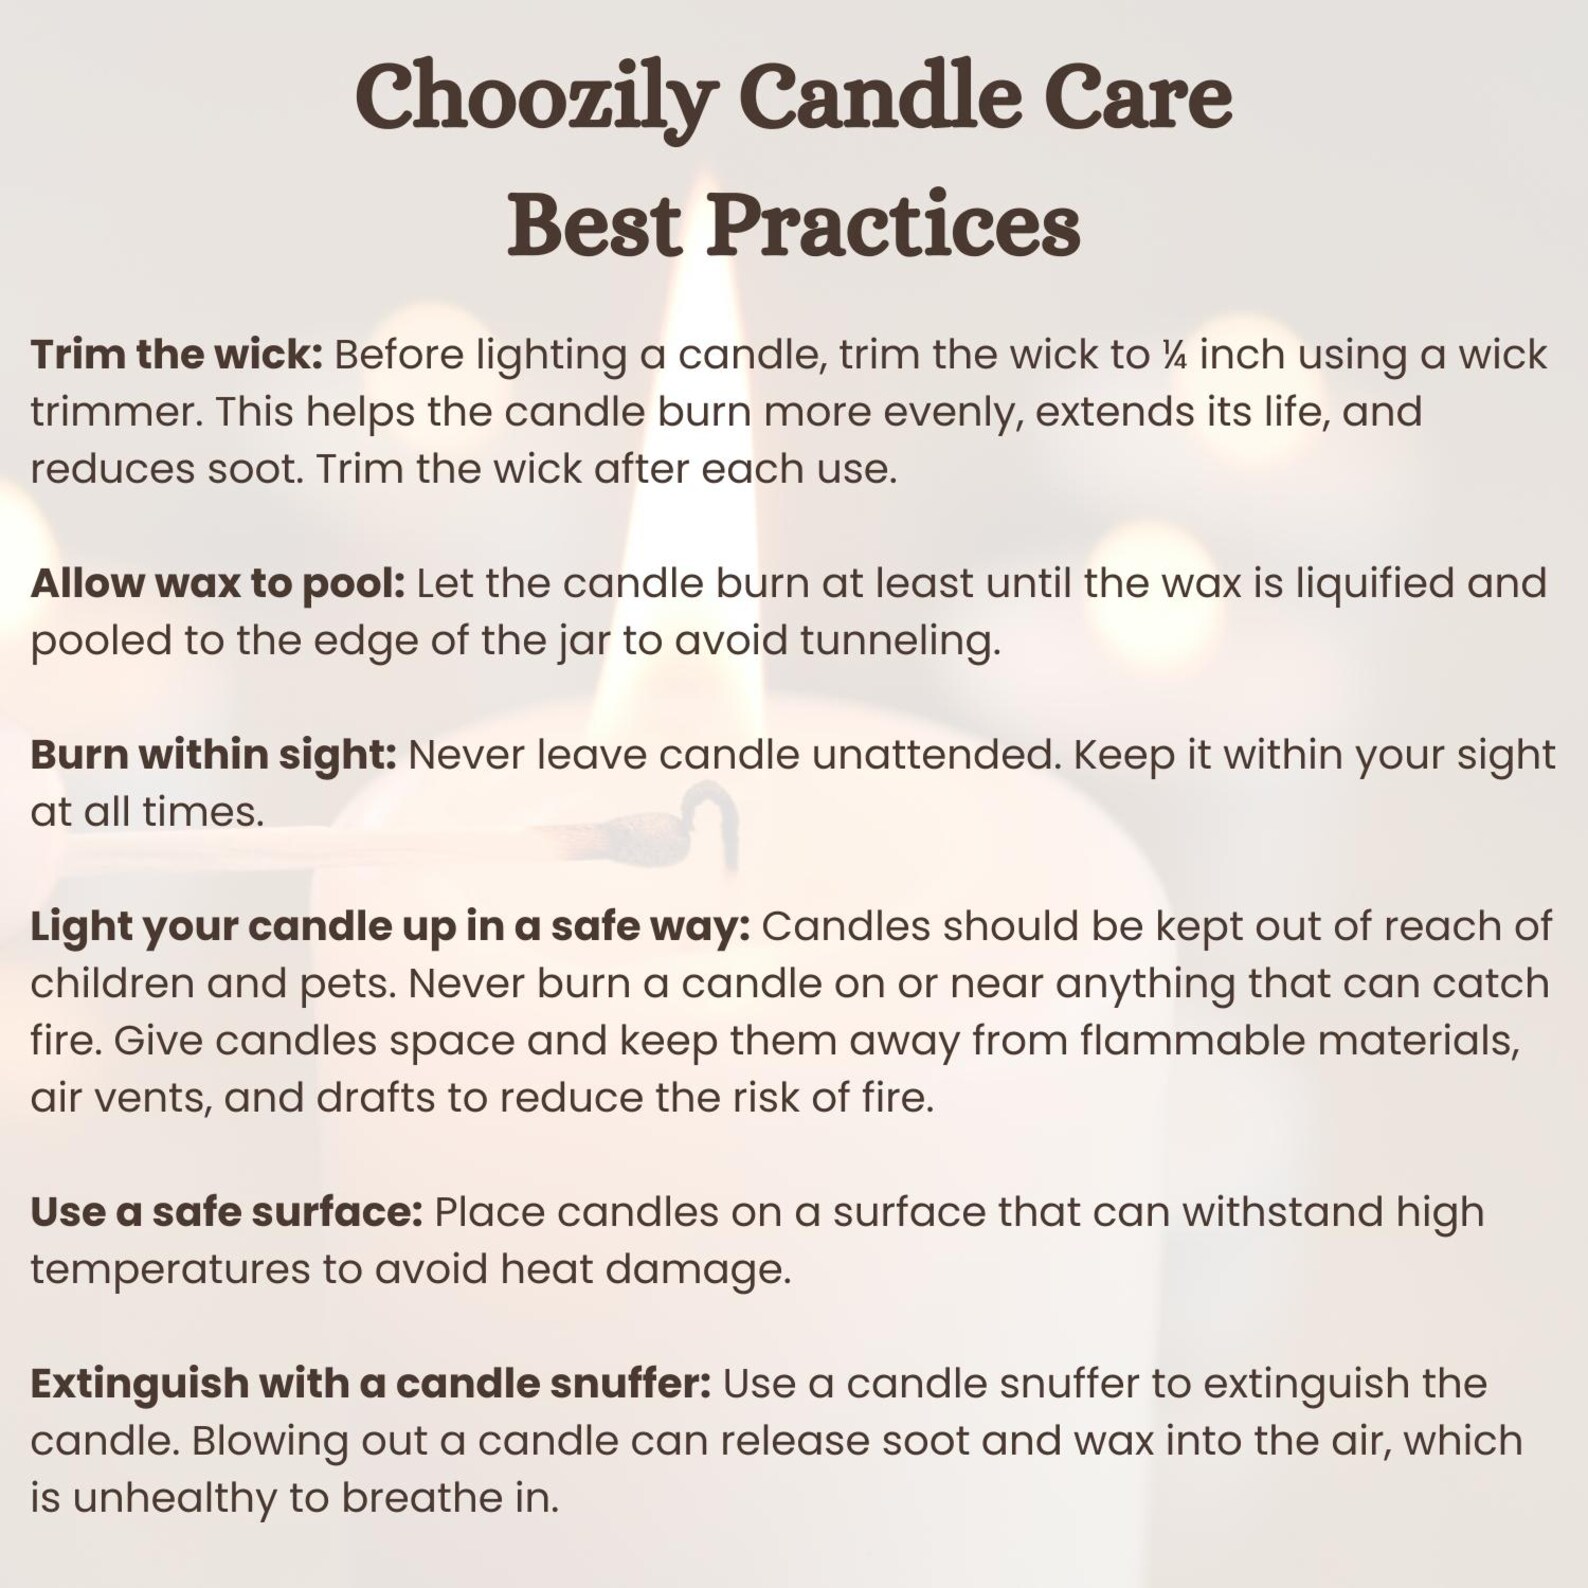 Choozily Candle Care
Best Practices
Trim the wick: Before lighting a candle, trim the wick to ¼ inch using a wick
trimmer. This helps the candle burn more evenly, extends its life, and
reduces soot. Trim the wick after each use.
Allow wax to pool: Let the candle burn at least until the wax is liquified and
pooled to the edge of the jar to avoid tunneling.
Burn within sight: Never leave candle unattended. Keep it within your sight
at all times.
Light your candle up in a safe way: Candles should be kept out of reach of
children and pets. Never burn a candle on or near anything that can catch
fire. Give candles space and keep them away from flammable materials,
air vents, and drafts to reduce the risk of fire.
Use a safe surface: Place candles on a surface that can withstand high
temperatures to avoid heat damage.
Extinguish with a candle snuffer: Use a candle snuffer to extinguish the
candle. Blowing out a candle can release soot and wax into the air, which
is unhealthy to breathe in.